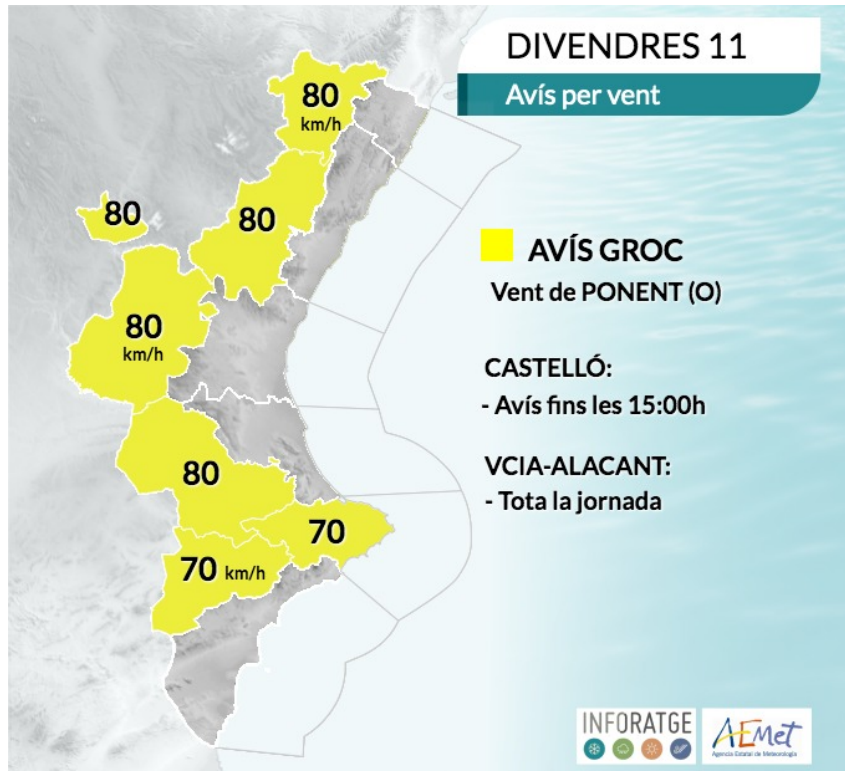 DIVENDRES 11
Avís per vent
80
km/h
80
80
80
km/h
80
70
70 km/h
AVÍS GROC
Vent de PONENT (O)
CASTELLÓ:
- Avís fins les 15:00h
VCIA-ALACANT:
- Tota la jornada
INFORATGE
AEMet
Agencia Estatal de Meteorología